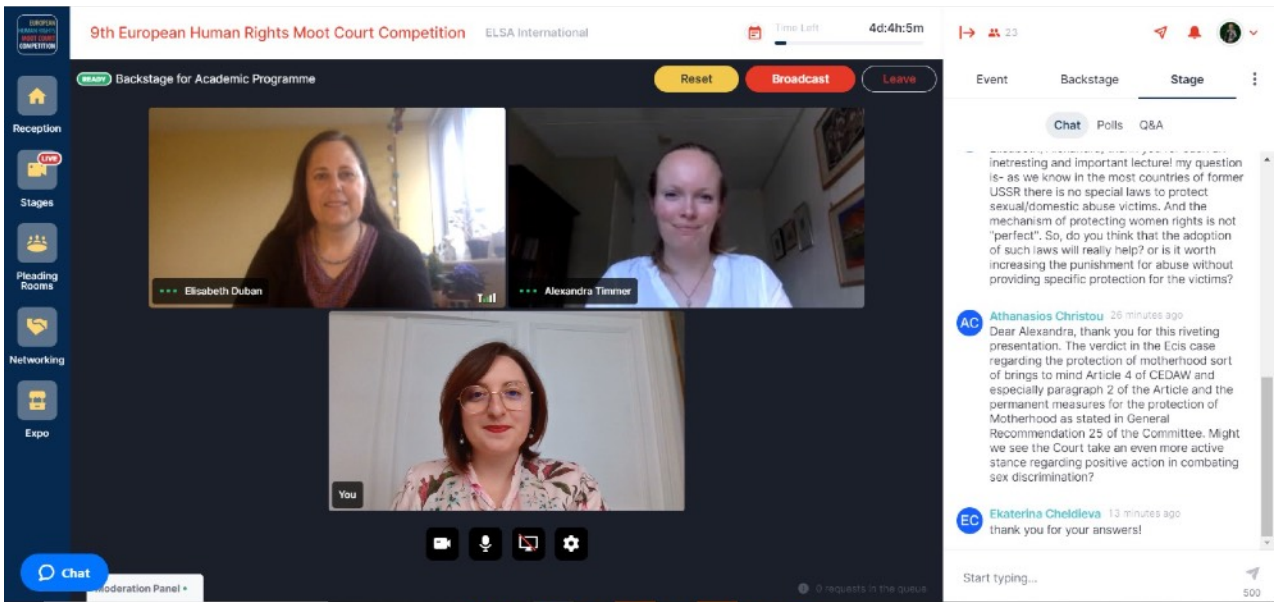 EUROPEAN
HUMAN RIGHTS
MOOT COURT
COMPETITION
9th European Human Rights Moot Court Competition
ELSA International
Time Left
4d:4h:5m
23
READY
Backstage for Academic Programme
Reset
Broadcast
Leave
Reception
LIVE
Stages
Pleading
Rooms
Networking
Expo
Elisabeth Duban
Alexandra Timmer
You
Chat
Moderation Panel
0 requests in the queue
Event
Backstage
Stage
Chat
Polls
Q&A
inetresting and important lecture! my question
is- as we know in the most countries of former
USSR there is no special laws to protect
sexual/domestic abuse victims. And the
mechanism of protecting women rights is not
"perfect". So, do you think that the adoption
of such laws will really help? or is it worth
increasing the punishment for abuse without
providing specific protection for the victims?
AC
Athanasios Christou 26 minutes ago
Dear Alexandra, thank you for this riveting
presentation. The verdict in the Ecis case
regarding the protection of motherhood sort
of brings to mind Article 4 of CEDAW and
especially paragraph 2 of the Article and the
permanent measures for the protection of
Motherhood as stated in General
Recommendation 25 of the Committee. Might
we see the Court take an even more active
stance regarding positive action in combating
sex discrimination?
EC
Ekaterina Cheldieva 13 minutes ago
thank you for your answers!
Start typing...
500